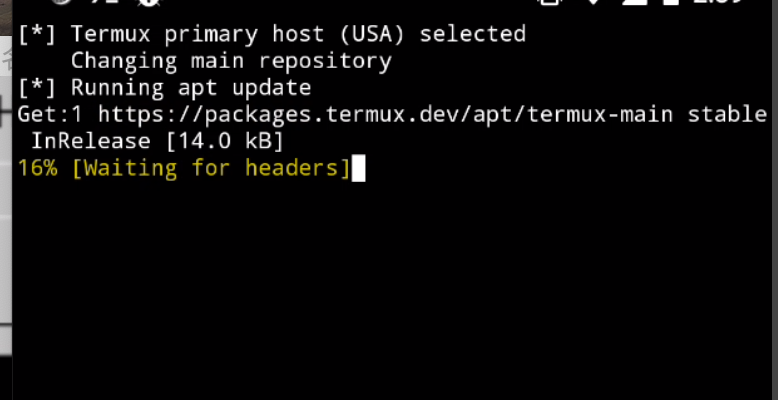 [*] Termux primary host (USA) selected
    Changing main repository
[*] Running apt update
Get:1 https://packages.termux.dev/apt/termux-main stable
 InRelease [14.0 kB]
16% [Waiting for headers]